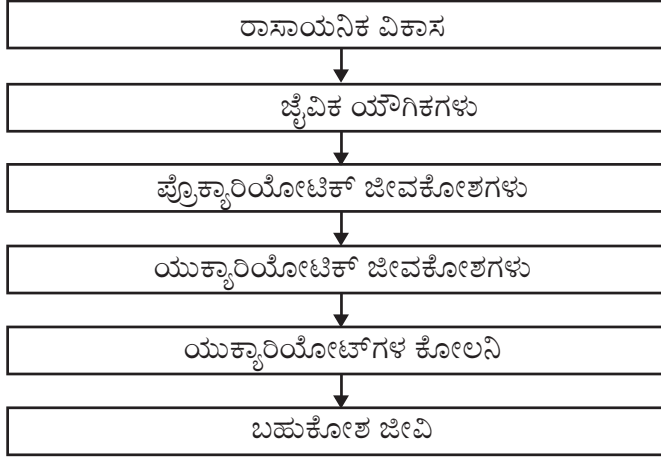 ರಾಸಾಯನಿಕ ವಿಕಾಸ
ಜೈವಿಕ ಯೌಗಿಕಗಳು
ಪ್ರೊಕ್ಯಾರಿಯೋಟಿಕ್ ಜೀವಕೋಶಗಳು
ಯುಕ್ಯಾರಿಯೋಟಿಕ್ ಜೀವಕೋಶಗಳು
ಯುಕ್ಯಾರಿಯೋಟ್‌ಗಳ ಕೋಲನಿ
ಬಹುಕೋಶ ಜೀವಿ